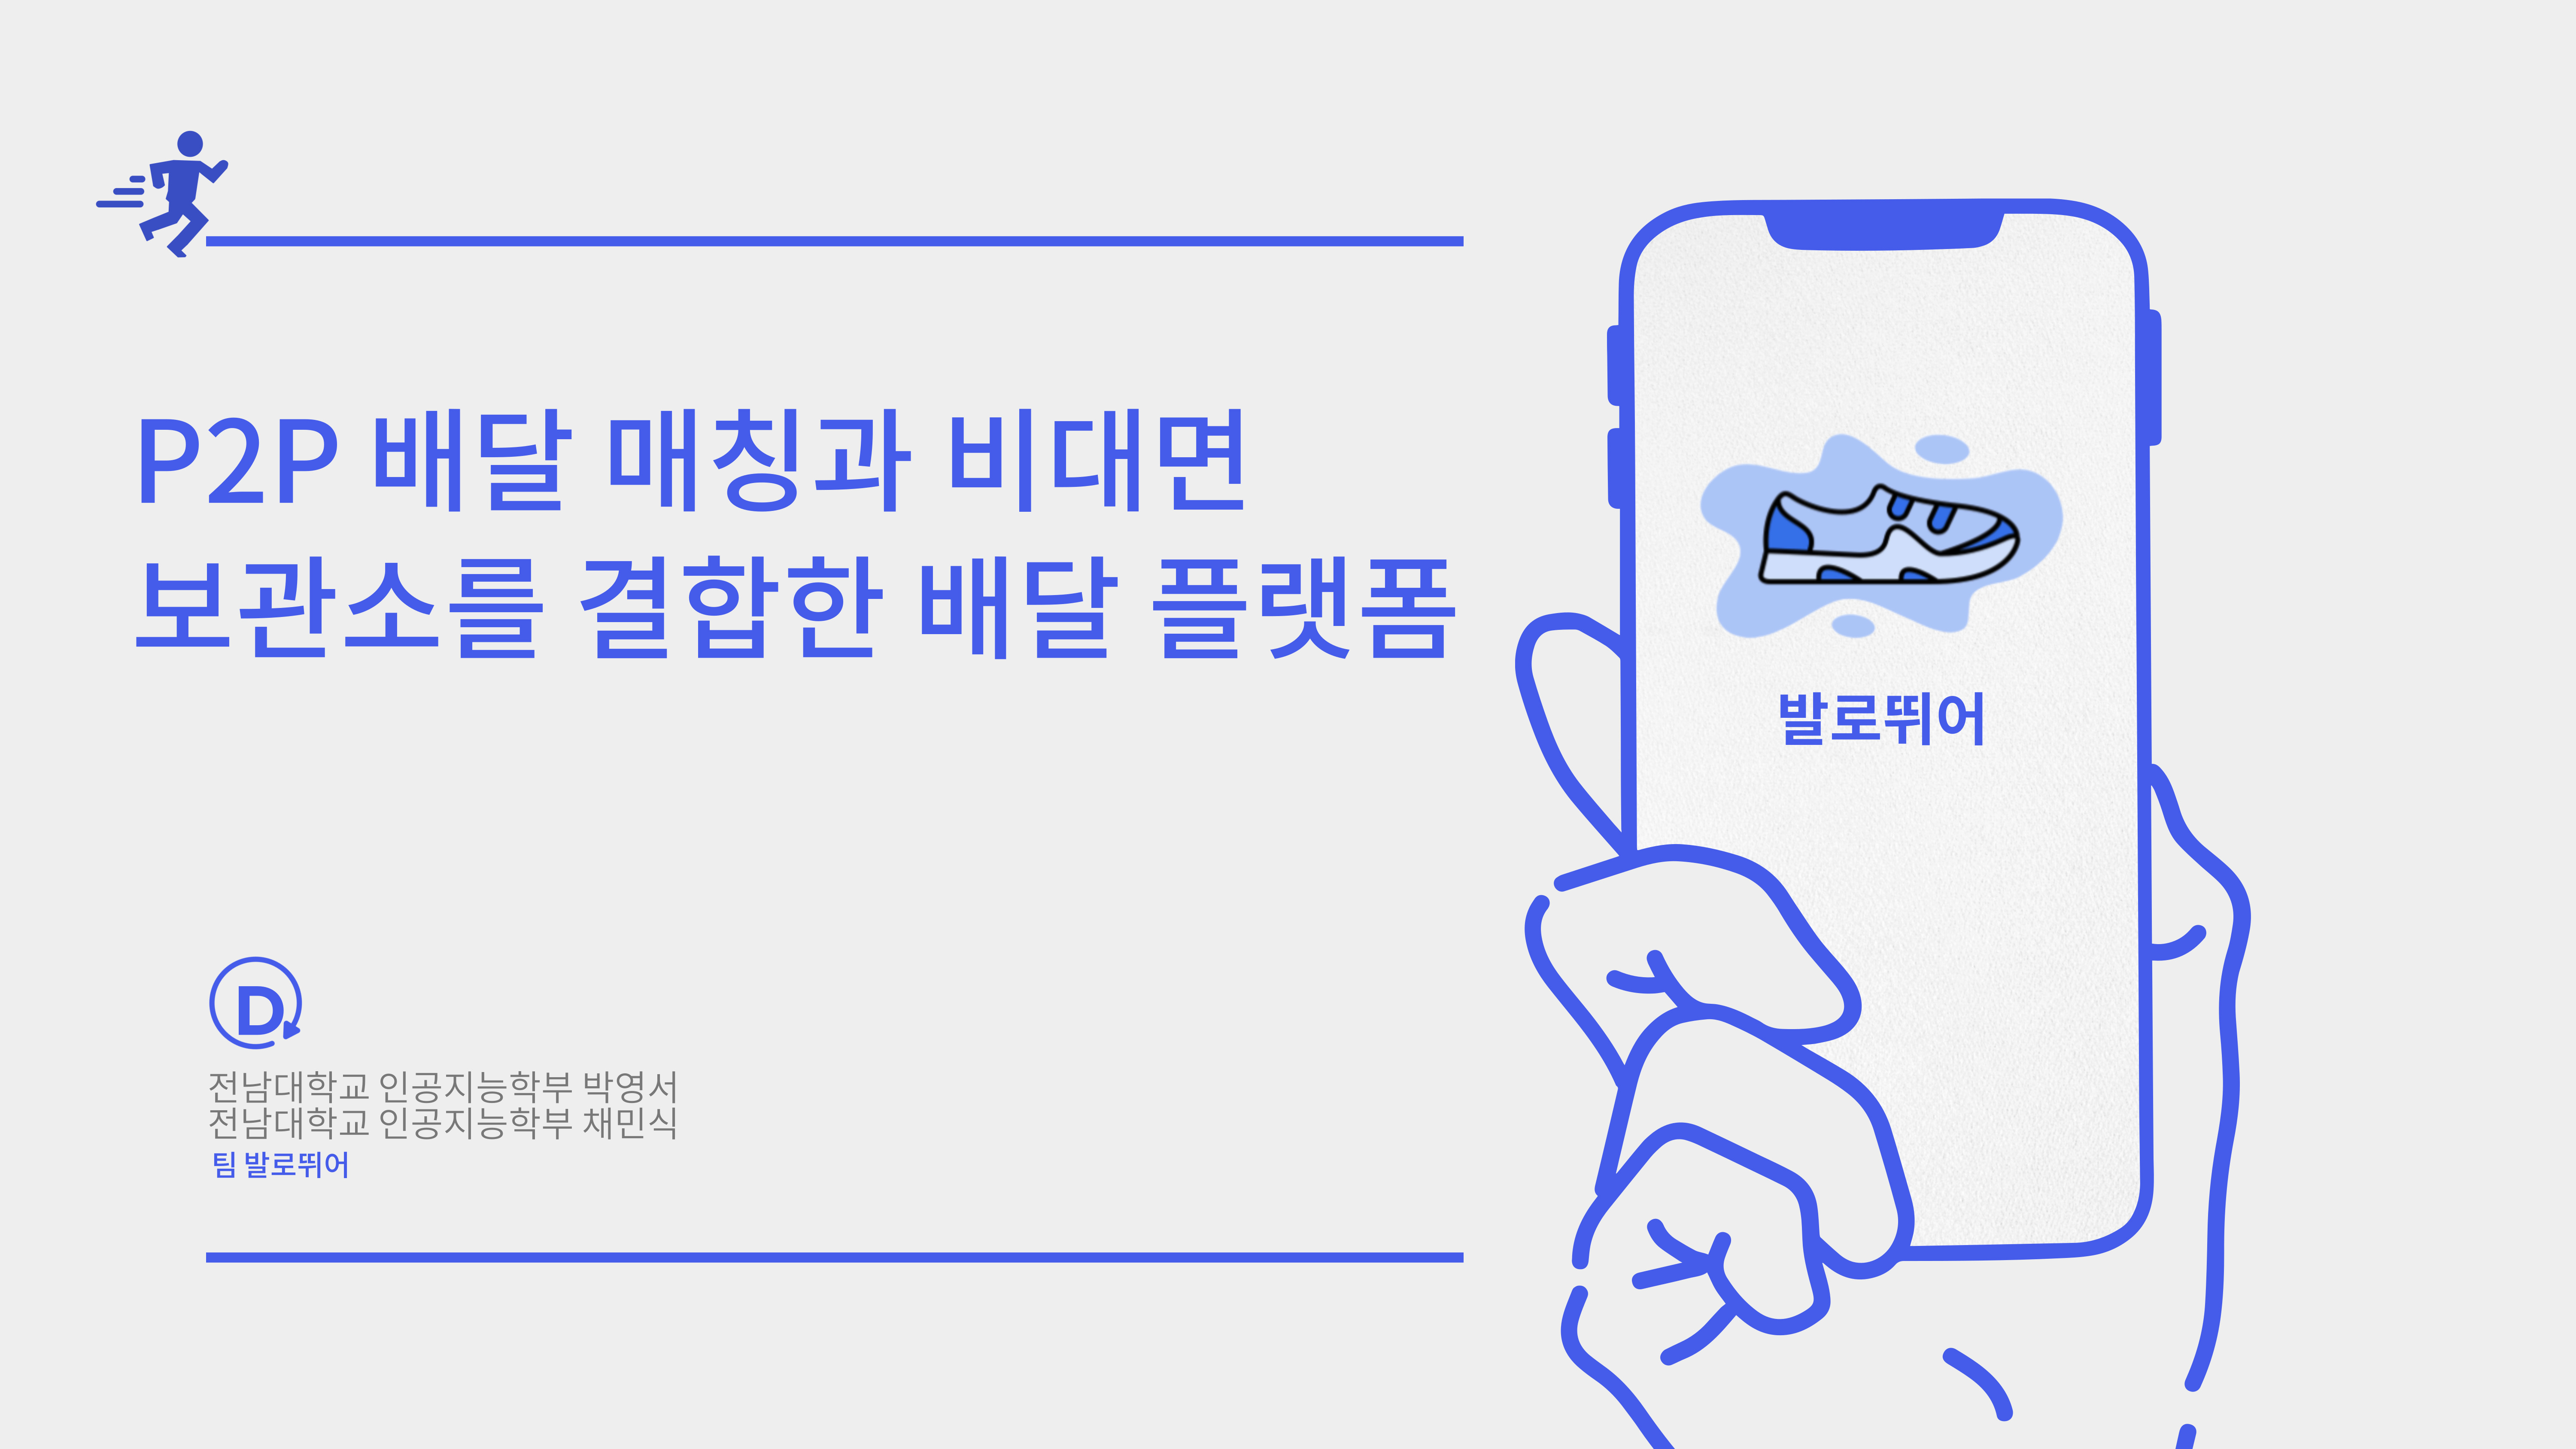 P2P 배달 매칭과 비대면
보관소를 결합한 배달 플랫폼
발로뛰어
D
전남대학교 인공지능학부 박영서
전남대학교 인공지능학부 채민식
팀 발로뛰어